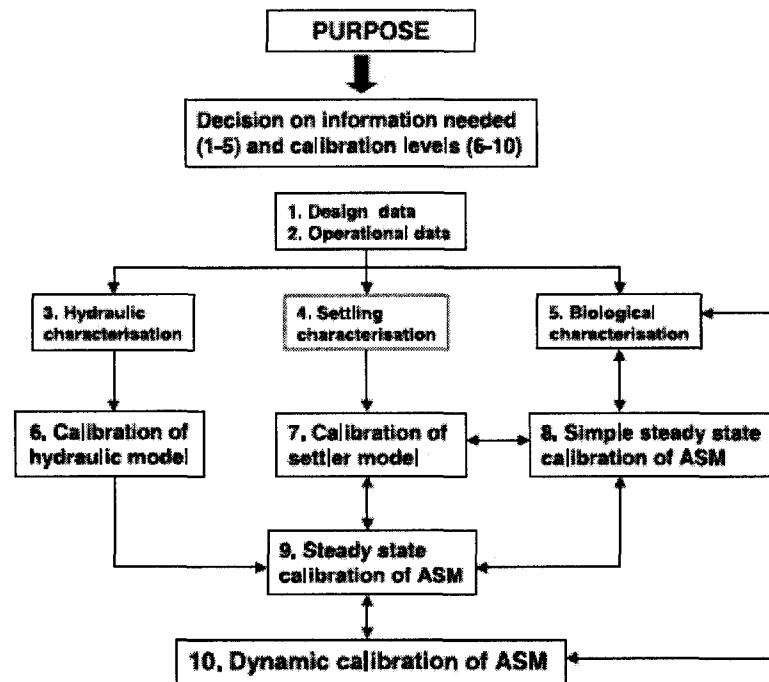 PURPOSE
Decision on information needed
(1-5) and calibration levels (6-10)
1. Design data
2. Operational data
3. Hydraulic
characterisation
4. Settling
characterisation
5. Biological
characterisation
6. Calibration of
hydraulic model
7. Calibration of
settler model
8. Simple steady state
calibration of ASM
9. Steady state
calibration of ASM
10. Dynamic calibration of ASM